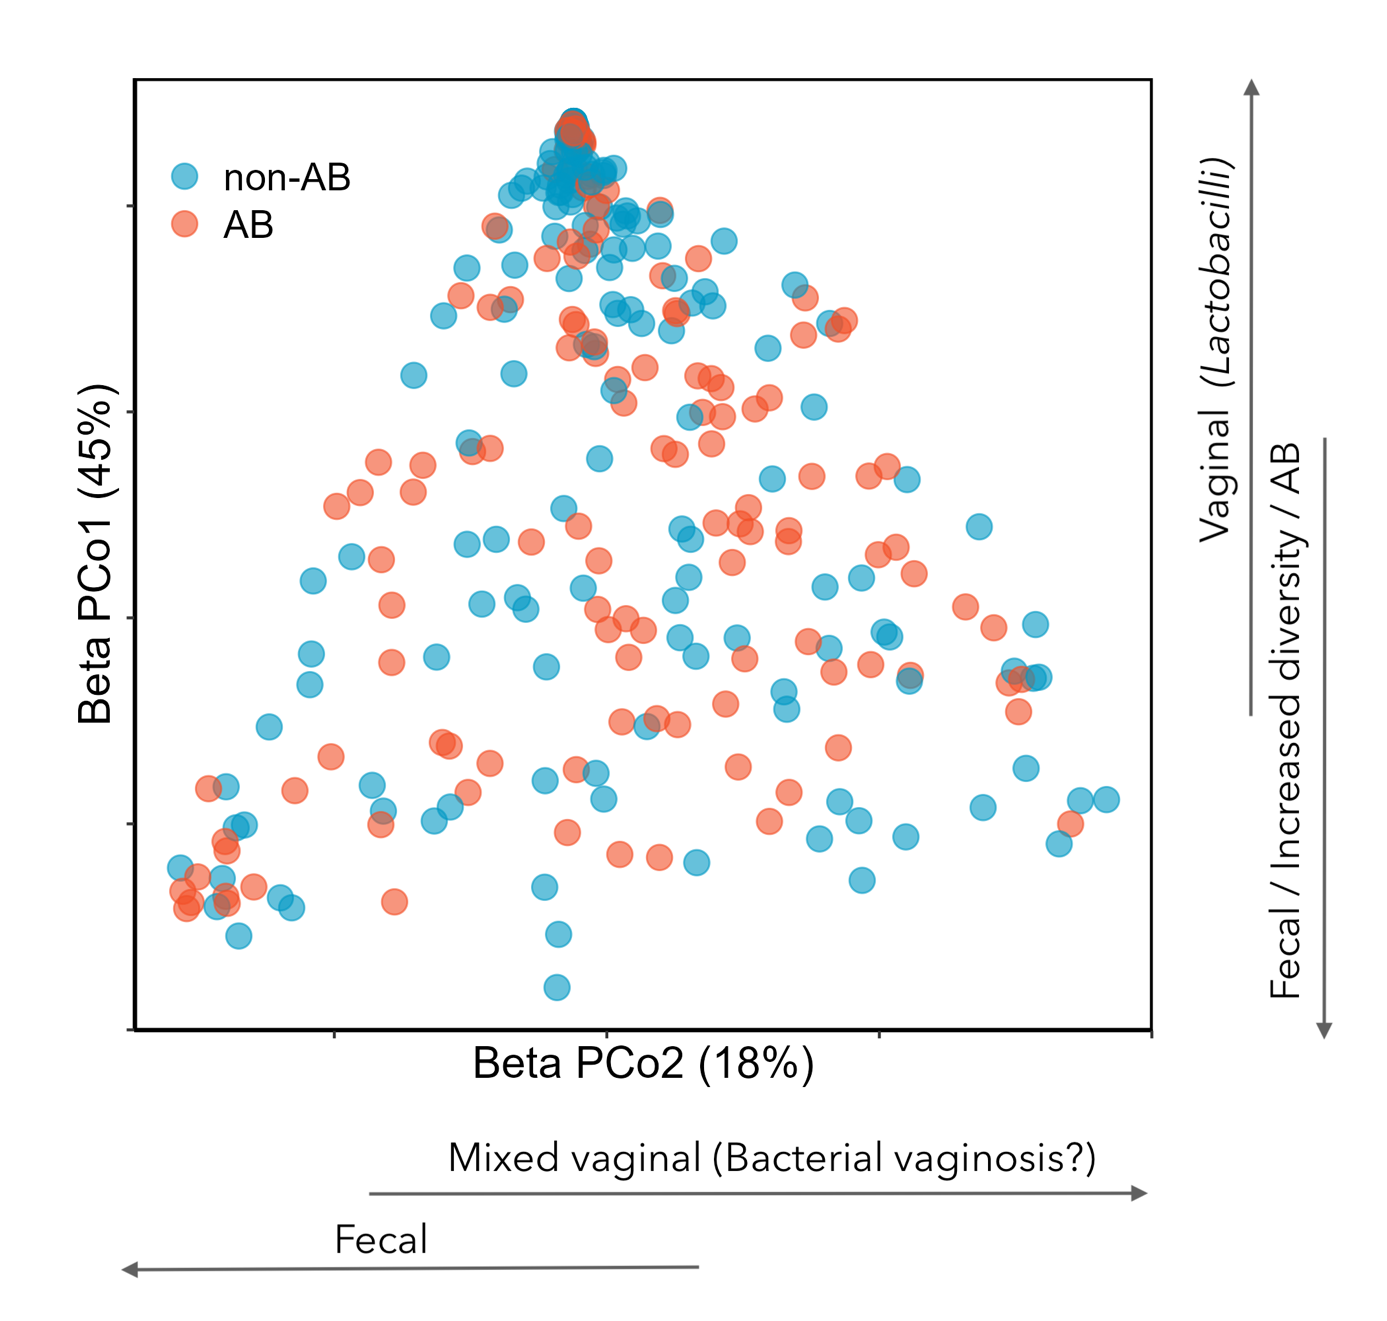 non-AB
AB
Beta PCo1 (45%)
Beta PCo2 (18%)
Vaginal (Lactobacilli)
Fecal / Increased diversity / AB
Mixed vaginal (Bacterial vaginosis?)
Fecal